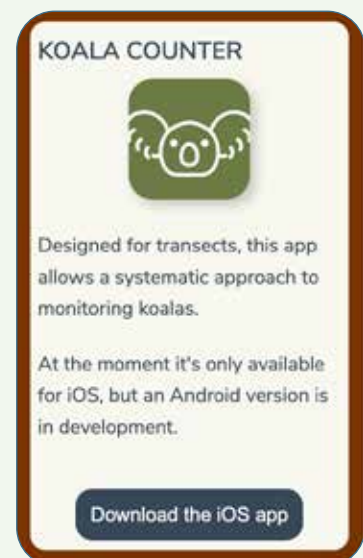 KOALA COUNTER
Designed for transects, this app
allows a systematic approach to
monitoring koalas.
At the moment it's only available
for iOS, but an Android version is
in development.
Download the iOS app